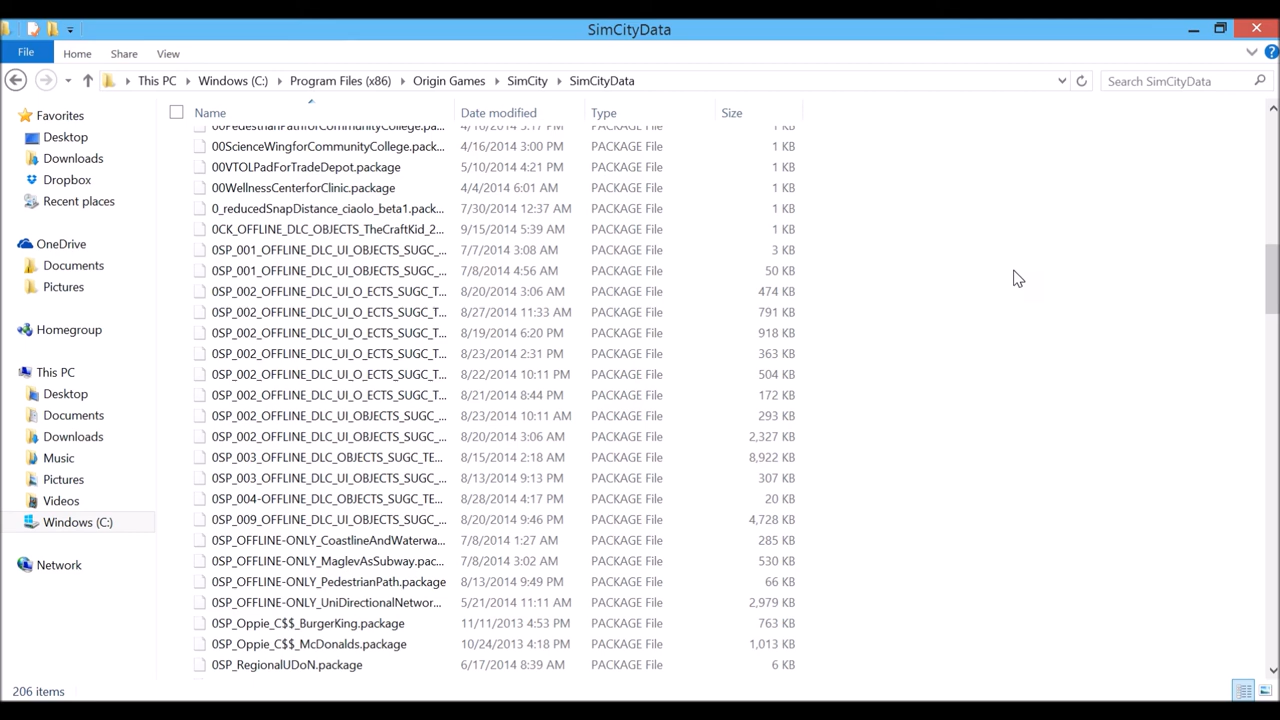 SimCityData
File Home Share View
This PC Windows (C:) Program Files (x86) Origin Games SimCity SimCityData Search SimCityData
Name Date modified Type Size
00PedestrianPathforCommunityCollege.pa... 4/16/2014 5:17 PM PACKAGE File 1 KB
00ScienceWingforCommunityCollege.pack... 4/16/2014 3:00 PM PACKAGE File 1 KB
00VTOLPadForTradeDepot.package 5/10/2014 4:21 PM PACKAGE File 1 KB
00WellnessCenterforClinic.package 4/4/2014 6:01 AM PACKAGE File 1 KB
0_reducedSnapDistance_ciaolo_beta1.pack... 7/30/2014 12:37 AM PACKAGE File 1 KB
0CK_OFFLINE_DLC_OBJECTS_TheCraftKid_2... 9/15/2014 5:39 AM PACKAGE File 1 KB
0SP_001_OFFLINE_DLC_UI_OBJECTS_SUGC_... 7/7/2014 3:08 AM PACKAGE File 3 KB
0SP_001_OFFLINE_DLC_UI_OBJECTS_SUGC_... 7/8/2014 4:56 AM PACKAGE File 50 KB
0SP_002_OFFLINE_DLC_UI_O_ECTS_SUGC_T... 8/20/2014 3:06 AM PACKAGE File 474 KB
0SP_002_OFFLINE_DLC_UI_O_ECTS_SUGC_T... 8/27/2014 11:33 AM PACKAGE File 791 KB
0SP_002_OFFLINE_DLC_UI_O_ECTS_SUGC_T... 8/19/2014 6:20 PM PACKAGE File 918 KB
0SP_002_OFFLINE_DLC_UI_O_ECTS_SUGC_T... 8/23/2014 2:31 PM PACKAGE File 363 KB
0SP_002_OFFLINE_DLC_UI_O_ECTS_SUGC_T... 8/22/2014 10:11 PM PACKAGE File 504 KB
0SP_002_OFFLINE_DLC_UI_O_ECTS_SUGC_T... 8/21/2014 8:44 PM PACKAGE File 172 KB
0SP_002_OFFLINE_DLC_UI_OBJECTS_SUGC_... 8/23/2014 10:11 AM PACKAGE File 293 KB
0SP_002_OFFLINE_DLC_UI_OBJECTS_SUGC_... 8/20/2014 3:06 AM PACKAGE File 2,327 KB
0SP_003_OFFLINE_DLC_OBJECTS_SUGC_TE... 8/15/2014 2:18 AM PACKAGE File 8,922 KB
0SP_003_OFFLINE_DLC_UI_OBJECTS_SUGC_... 8/13/2014 9:13 PM PACKAGE File 307 KB
0SP_004-OFFLINE_DLC_OBJECTS_SUGC_TE... 8/28/2014 4:17 PM PACKAGE File 20 KB
0SP_009_OFFLINE_DLC_UI_OBJECTS_SUGC_... 8/20/2014 9:46 PM PACKAGE File 4,728 KB
0SP_OFFLINE-ONLY_CoastlineAndWaterwa... 7/8/2014 1:27 AM PACKAGE File 285 KB
0SP_OFFLINE-ONLY_MaglevAsSubway.pac... 7/8/2014 3:02 AM PACKAGE File 530 KB
0SP_OFFLINE-ONLY_PedestrianPath.package 8/13/2014 9:49 PM PACKAGE File 66 KB
0SP_OFFLINE-ONLY_UniDirectionalNetwor... 5/21/2014 11:11 AM PACKAGE File 2,979 KB
0SP_Oppie_C$$_BurgerKing.package 11/11/2013 4:53 PM PACKAGE File 763 KB
0SP_Oppie_C$$_McDonalds.package 10/24/2013 4:18 PM PACKAGE File 1,013 KB
0SP_RegionalUDoN.package 6/17/2014 8:39 AM PACKAGE File 6 KB
Favorites
Desktop
Downloads
Dropbox
Recent places
OneDrive
Documents
Pictures
Homegroup
This PC
Desktop
Documents
Downloads
Music
Pictures
Videos
Windows (C:)
Network
206 items